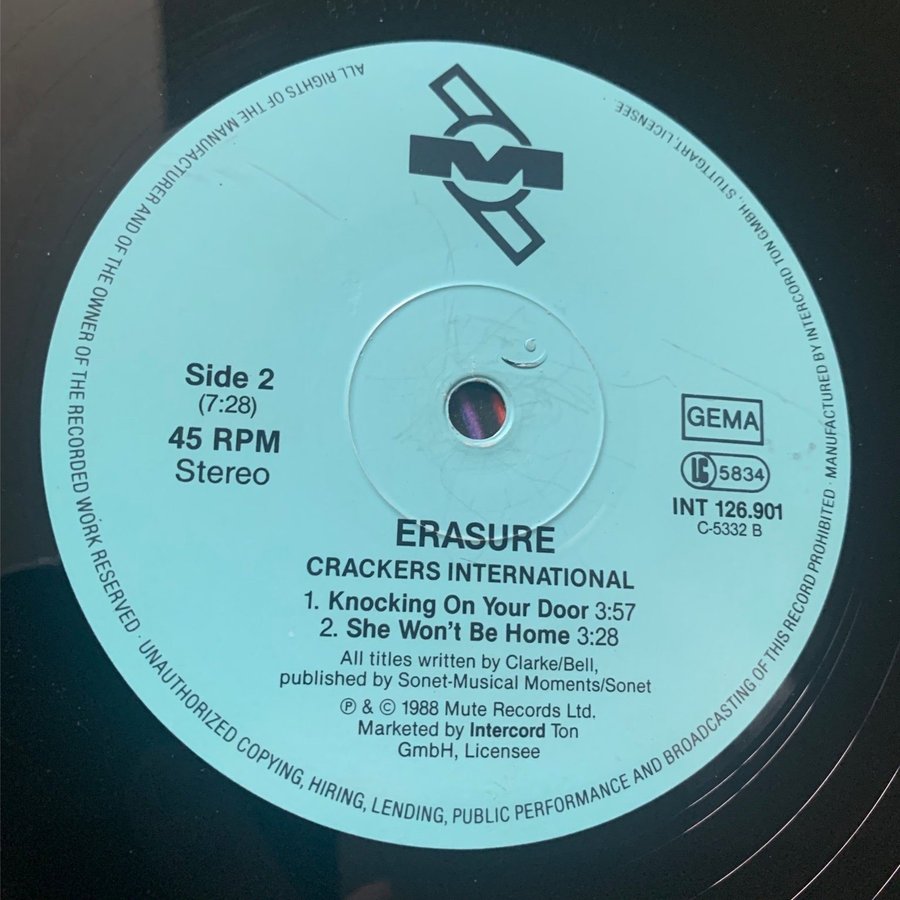 Side 2
(7:28)
45 RPM
Stereo
GEMA
LC 5834
INT 126.901
C-5332 B
ERASURE
CRACKERS INTERNATIONAL
1. Knocking On Your Door 3:57
2. She Won't Be Home 3:28
All titles written by Clarke/Bell,
published by Sonet-Musical Moments/Sonet
℗ & © 1988 Mute Records Ltd.
Marketed by Intercord Ton
GmbH, Licensee
ALL RIGHTS OF THE MANUFACTURER AND OF THE OWNER OF THE RECORDED WORK RESERVED · UNAUTHORIZED COPYING, HIRING, LENDING, PUBLIC PERFORMANCE AND BROADCASTING OF THIS RECORD PROHIBITED · MANUFACTURED BY INTERCORD TON GMBH, STUTTGART, LICENSEE.